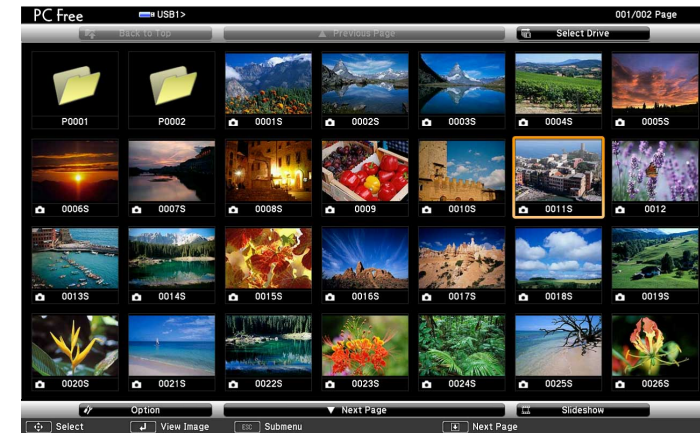 PC Free USB1> 001/002 Page
Back to Top ▲ Previous Page Select Drive
P0001 P0002 0001S 0002S 0003S 0004S 0005S
0006S 0007S 0008S 0009 0010S 0011S 0012
0013S 0014S 0015S 0016S 0017S 0018S 0019S
0020S 0021S 0022S 0023S 0024S 0025S 0026S
Option ▼ Next Page Slideshow
Select View Image ESC Submenu Next Page